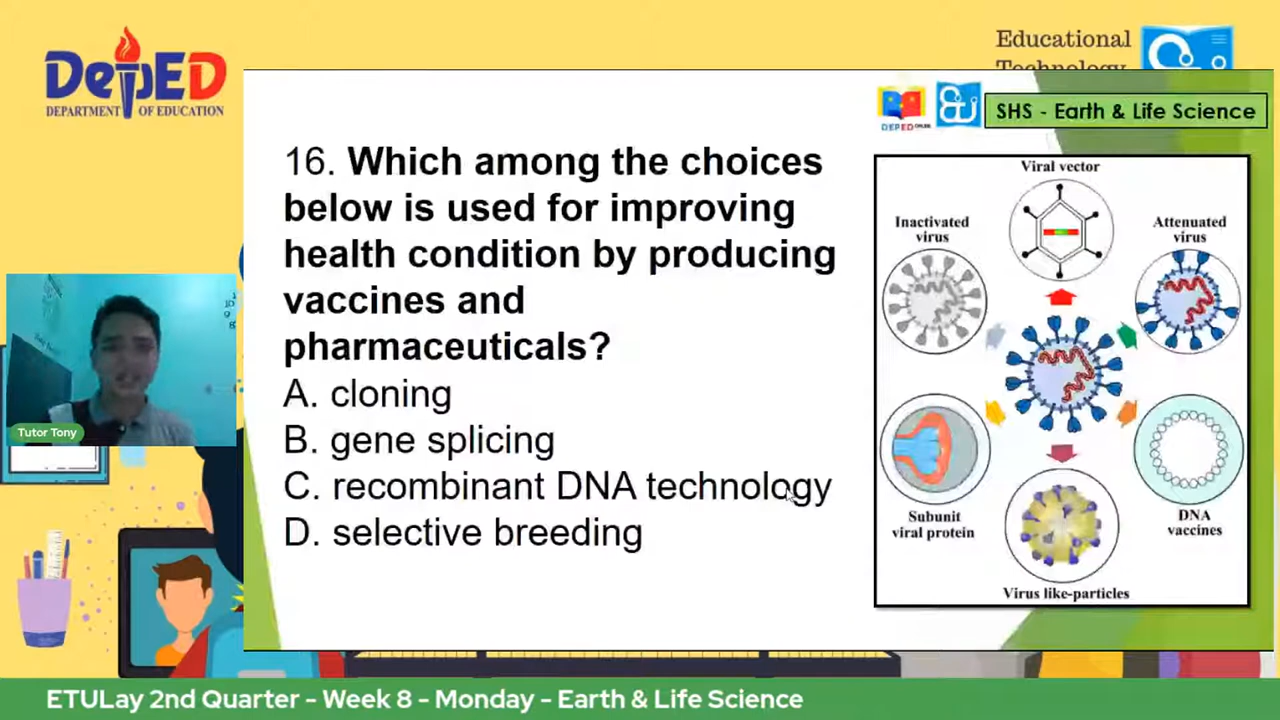 DepED
DEPARTMENT OF EDUCATION
Educational
Technology
DEPED
SHS - Earth & Life Science
16. Which among the choices
below is used for improving
health condition by producing
vaccines and
pharmaceuticals?
A. cloning
B. gene splicing
C. recombinant DNA technology
D. selective breeding
Viral vector
Inactivated
virus
Attenuated
virus
Subunit
viral protein
DNA
vaccines
Virus like-particles
Tutor Tony
ETULay 2nd Quarter - Week 8 - Monday - Earth & Life Science